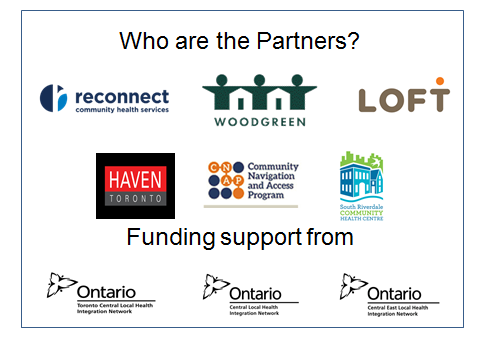 Who are the Partners?
reconnect
community health services
WOODGREEN
LOFT
HAVEN
TORONTO
CNAP
Community
Navigation
and Access
Program
South Riverdale
COMMUNITY
HEALTH CENTRE
Funding support from
Ontario
Toronto Central Local Health
Integration Network
Ontario
Central Local Health
Integration Network
Ontario
Central East Local Health
Integration Network